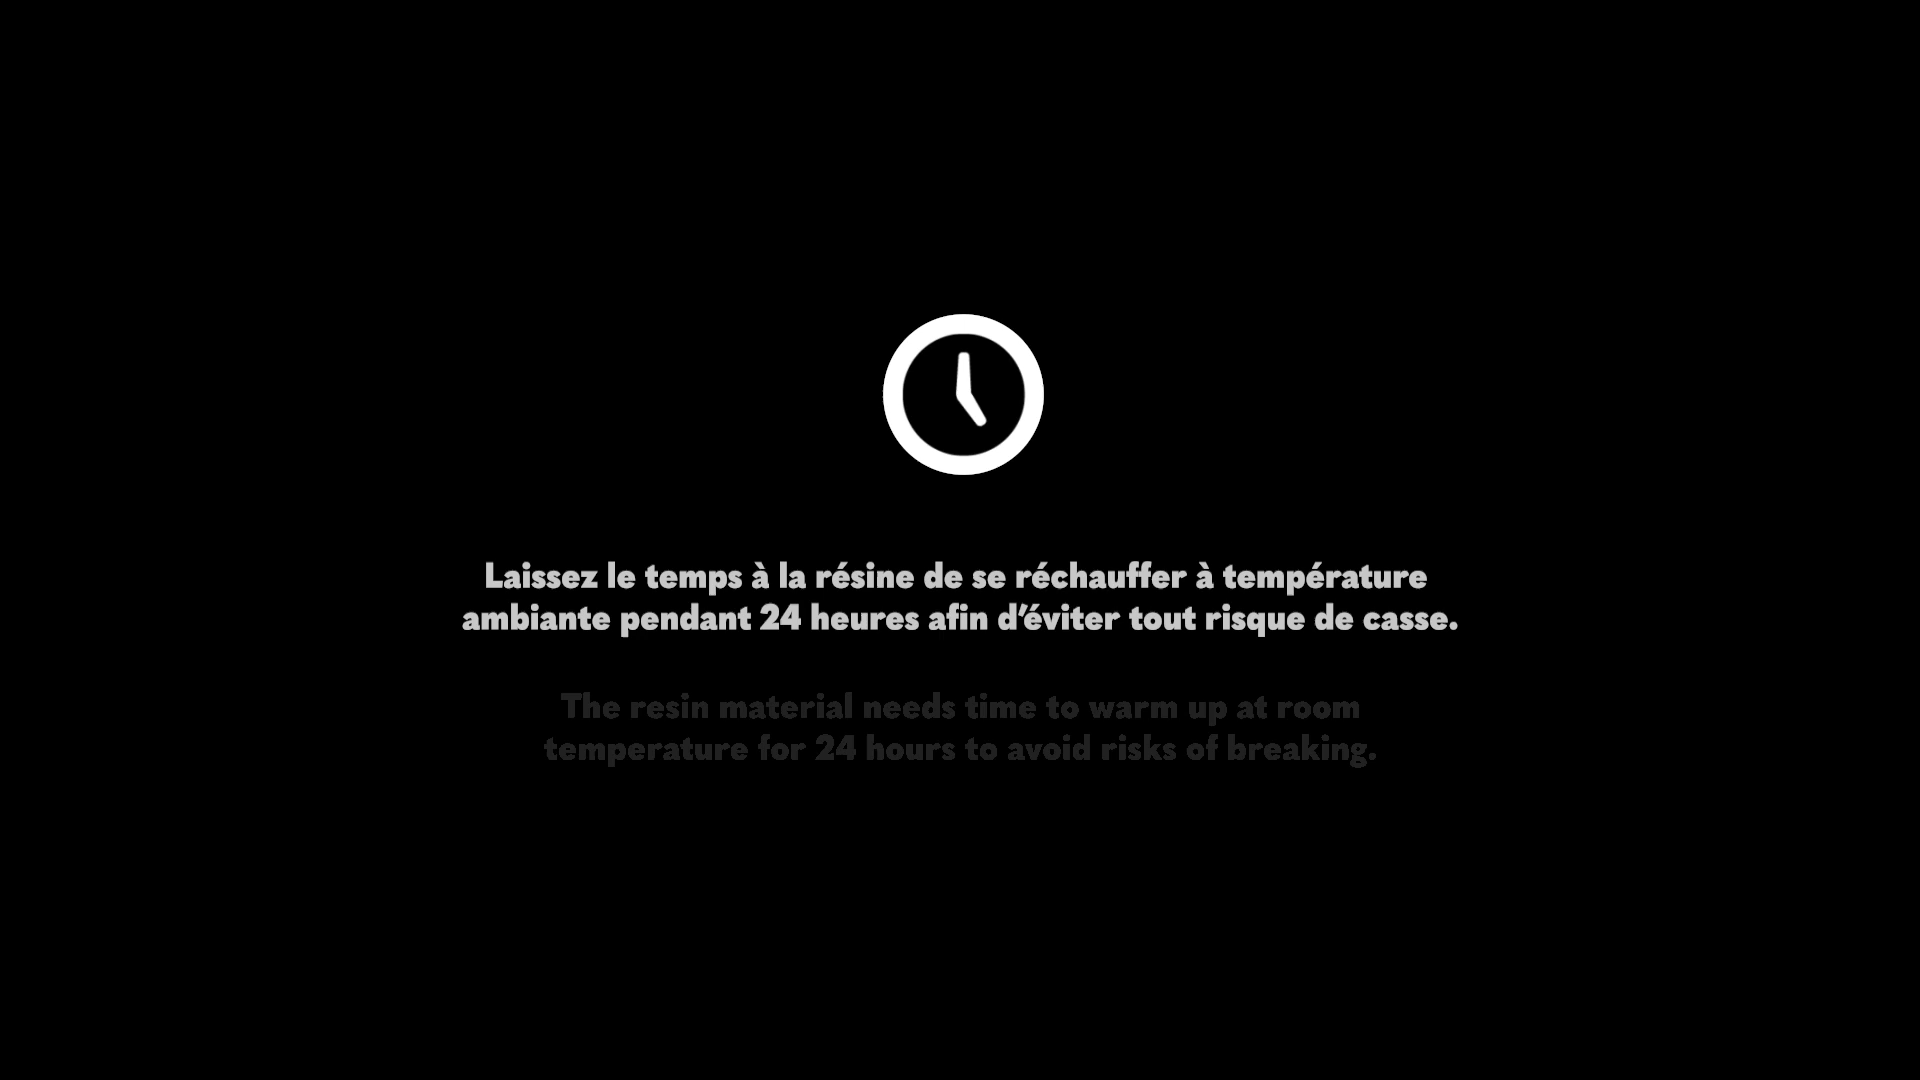 Laissez le temps à la résine de se réchauffer à température
ambiante pendant 24 heures afin d’éviter tout risque de casse.
The resin material needs time to warm up at room
temperature for 24 hours to avoid risks of breaking.